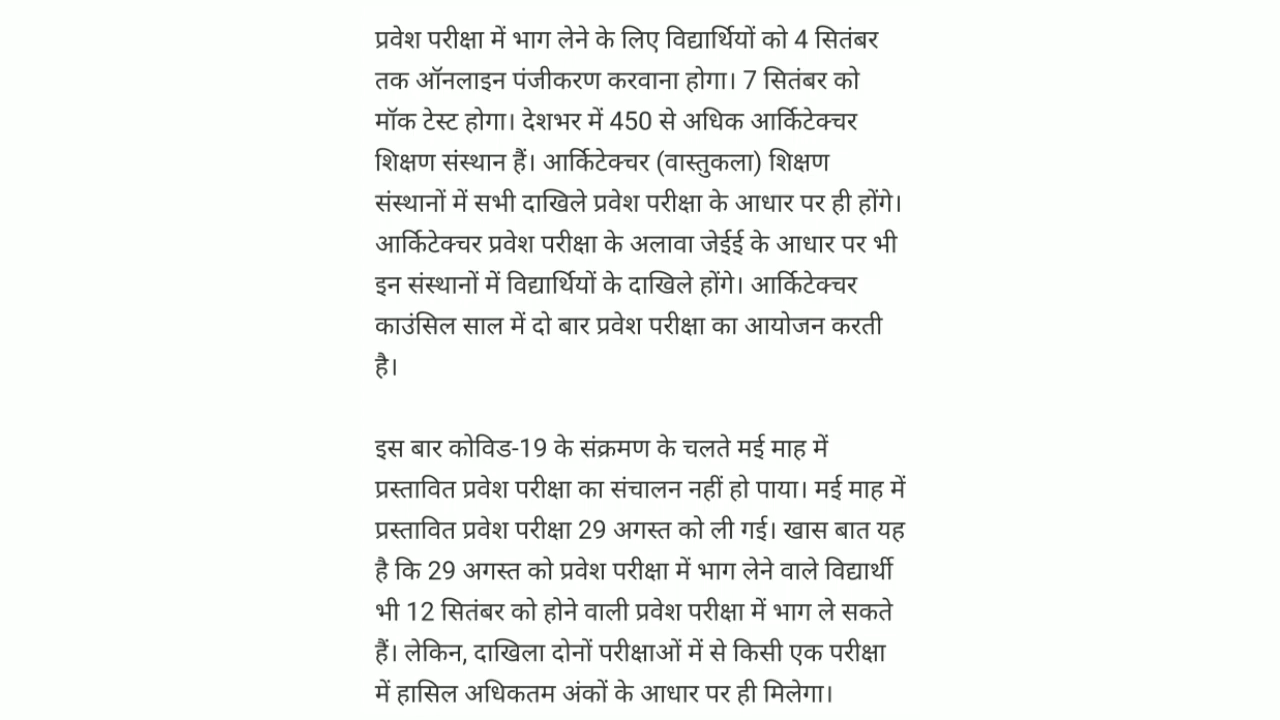 प्रवेश परीक्षा में भाग लेने के लिए विद्यार्थियों को 4 सितंबर
तक ऑनलाइन पंजीकरण करवाना होगा। 7 सितंबर को
मॉक टेस्ट होगा। देशभर में 450 से अधिक आर्किटेक्चर
शिक्षण संस्थान हैं। आर्किटेक्चर (वास्तुकला) शिक्षण
संस्थानों में सभी दाखिले प्रवेश परीक्षा के आधार पर ही होंगे।
आर्किटेक्चर प्रवेश परीक्षा के अलावा जेईई के आधार पर भी
इन संस्थानों में विद्यार्थियों के दाखिले होंगे। आर्किटेक्चर
काउंसिल साल में दो बार प्रवेश परीक्षा का आयोजन करती
है।
इस बार कोविड-19 के संक्रमण के चलते मई माह में
प्रस्तावित प्रवेश परीक्षा का संचालन नहीं हो पाया। मई माह में
प्रस्तावित प्रवेश परीक्षा 29 अगस्त को ली गई। खास बात यह
है कि 29 अगस्त को प्रवेश परीक्षा में भाग लेने वाले विद्यार्थी
भी 12 सितंबर को होने वाली प्रवेश परीक्षा में भाग ले सकते
हैं। लेकिन, दाखिला दोनों परीक्षाओं में से किसी एक परीक्षा
में हासिल अधिकतम अंकों के आधार पर ही मिलेगा।